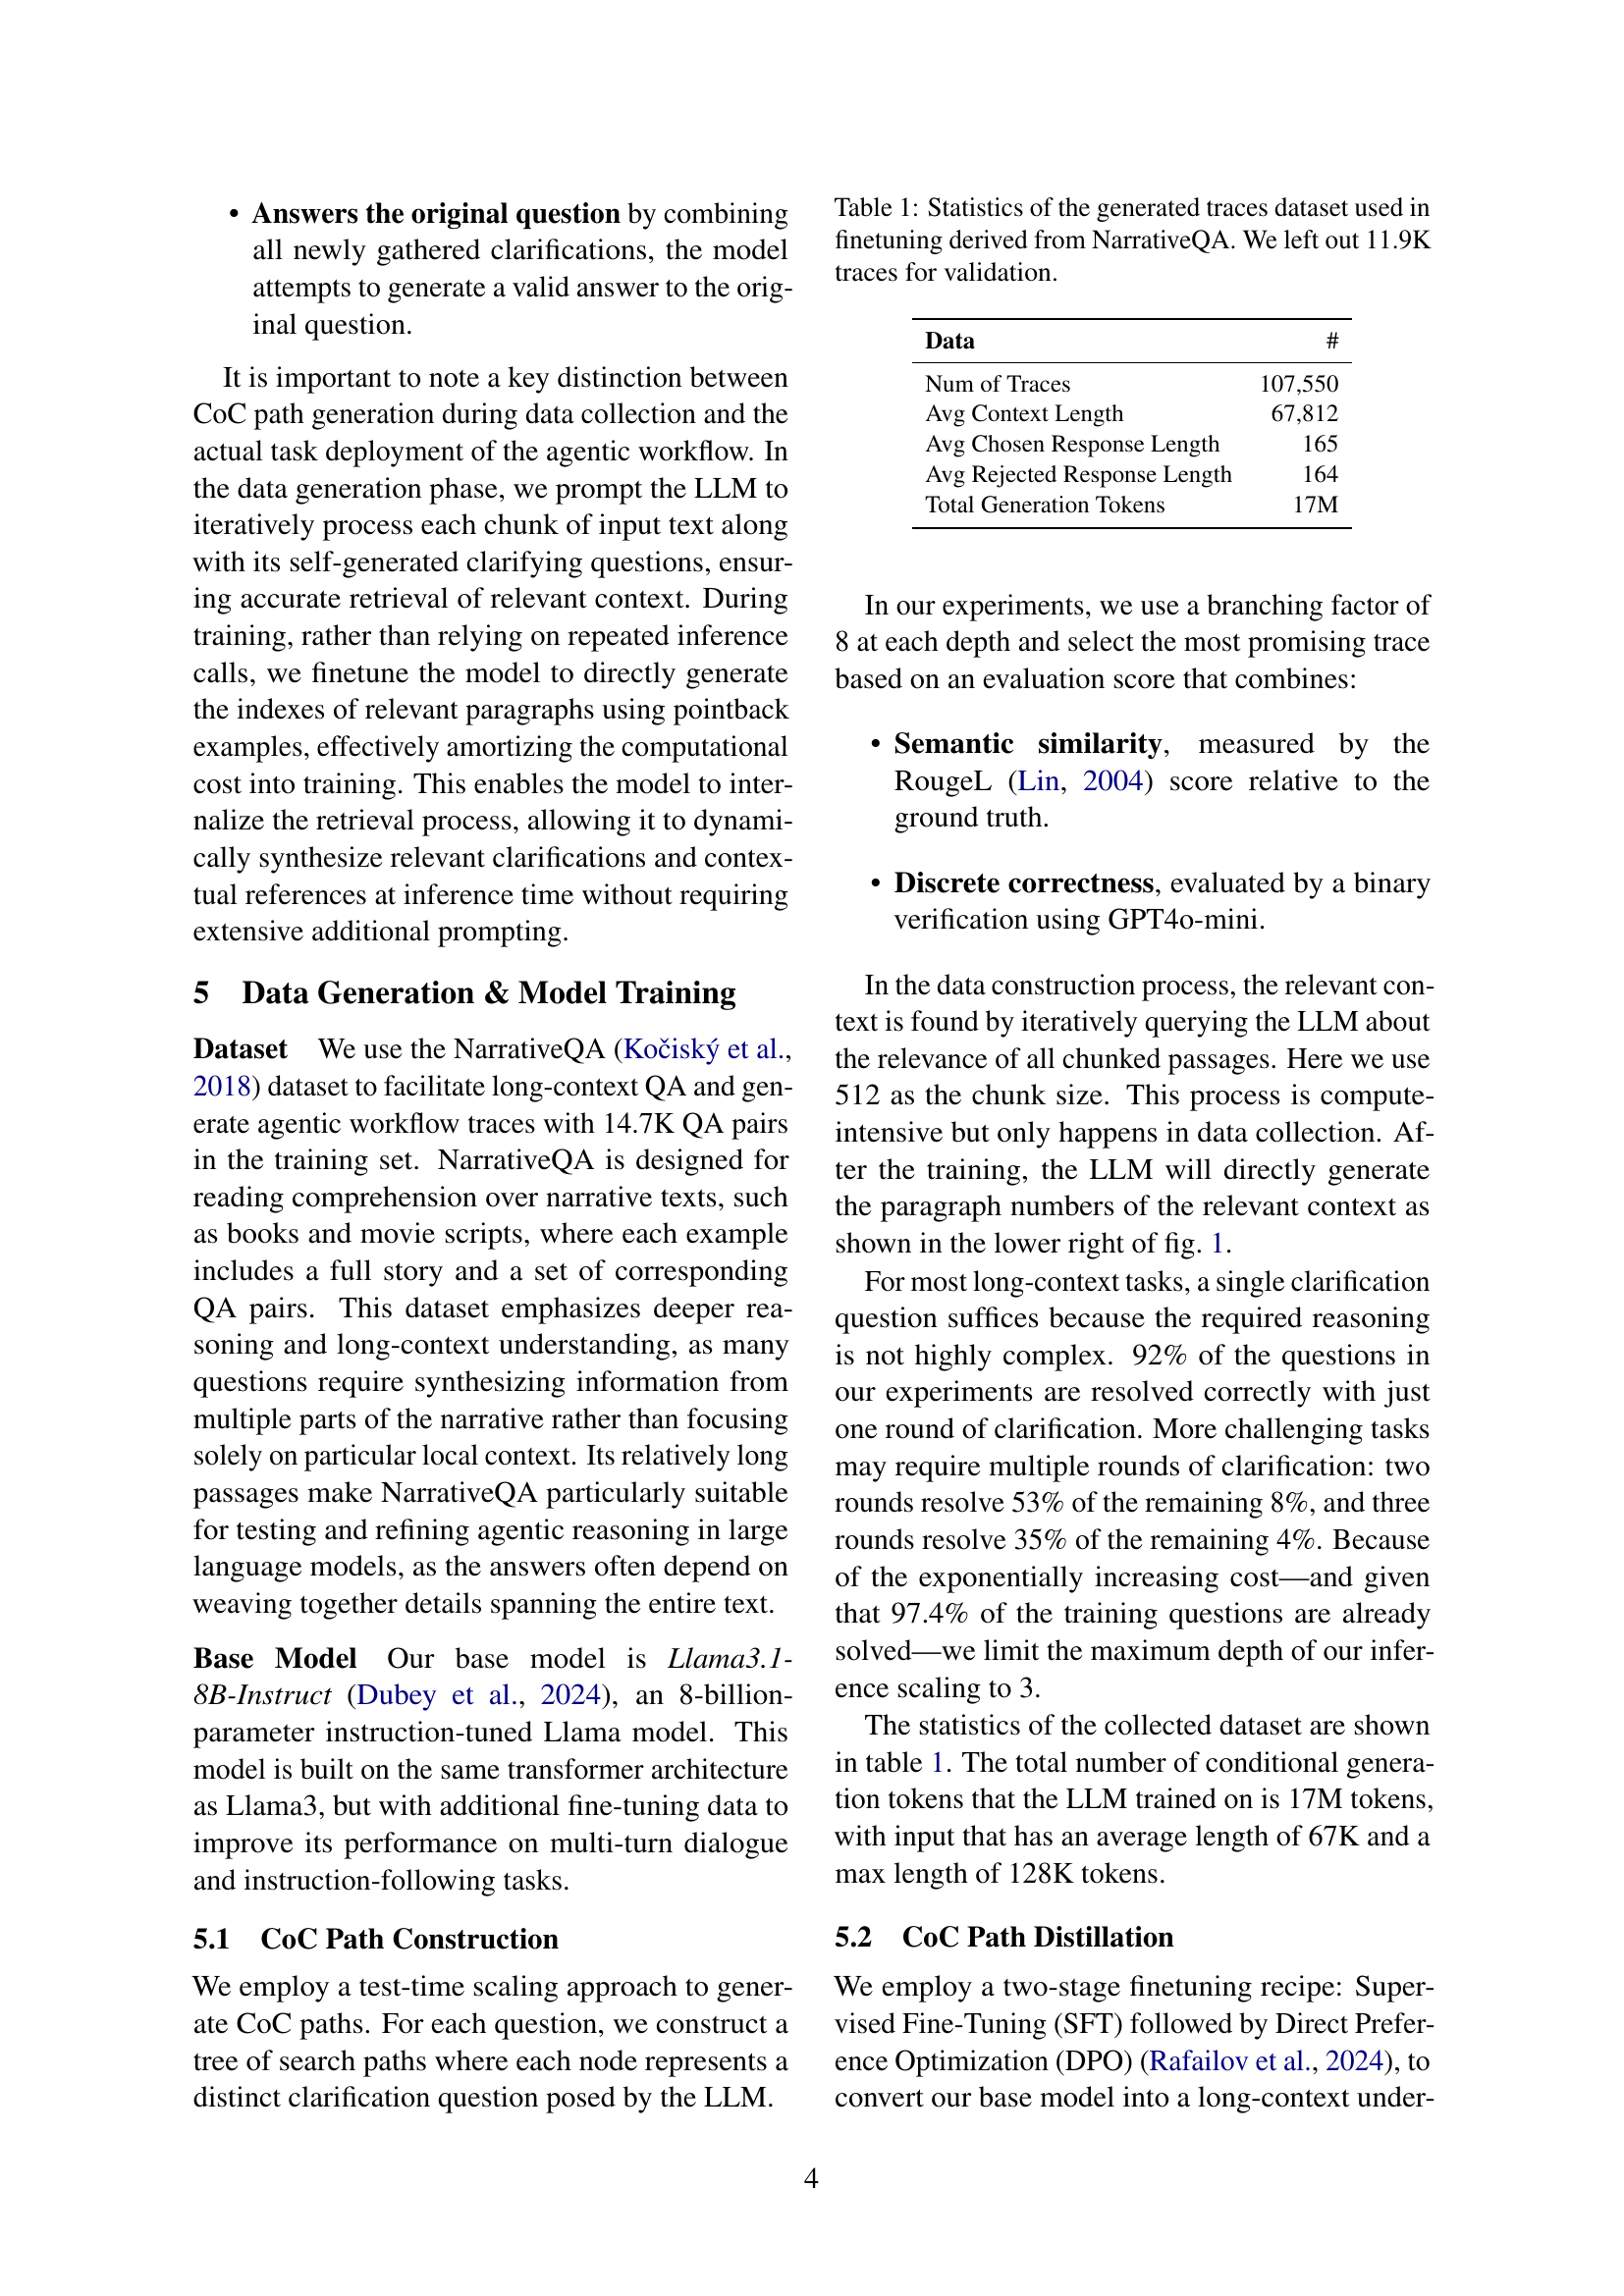 • Answers the original question by combining
all newly gathered clarifications, the model
attempts to generate a valid answer to the orig-
inal question.
It is important to note a key distinction between
CoC path generation during data collection and the
actual task deployment of the agentic workflow. In
the data generation phase, we prompt the LLM to
iteratively process each chunk of input text along
with its self-generated clarifying questions, ensur-
ing accurate retrieval of relevant context. During
training, rather than relying on repeated inference
calls, we finetune the model to directly generate
the indexes of relevant paragraphs using pointback
examples, effectively amortizing the computational
cost into training. This enables the model to inter-
nalize the retrieval process, allowing it to dynami-
cally synthesize relevant clarifications and contex-
tual references at inference time without requiring
extensive additional prompting.
5 Data Generation & Model Training
Dataset We use the NarrativeQA (Kočiský et al.,
2018) dataset to facilitate long-context QA and gen-
erate agentic workflow traces with 14.7K QA pairs
in the training set. NarrativeQA is designed for
reading comprehension over narrative texts, such
as books and movie scripts, where each example
includes a full story and a set of corresponding
QA pairs. This dataset emphasizes deeper rea-
soning and long-context understanding, as many
questions require synthesizing information from
multiple parts of the narrative rather than focusing
solely on particular local context. Its relatively long
passages make NarrativeQA particularly suitable
for testing and refining agentic reasoning in large
language models, as the answers often depend on
weaving together details spanning the entire text.
Base Model Our base model is Llama3.1-
8B-Instruct (Dubey et al., 2024), an 8-billion-
parameter instruction-tuned Llama model. This
model is built on the same transformer architecture
as Llama3, but with additional fine-tuning data to
improve its performance on multi-turn dialogue
and instruction-following tasks.
5.1 CoC Path Construction
We employ a test-time scaling approach to gener-
ate CoC paths. For each question, we construct a
tree of search paths where each node represents a
distinct clarification question posed by the LLM.
Table 1: Statistics of the generated traces dataset used in
finetuning derived from NarrativeQA. We left out 11.9K
traces for validation.
Data #
Num of Traces 107,550
Avg Context Length 67,812
Avg Chosen Response Length 165
Avg Rejected Response Length 164
Total Generation Tokens 17M
In our experiments, we use a branching factor of
8 at each depth and select the most promising trace
based on an evaluation score that combines:
• Semantic similarity, measured by the
RougeL (Lin, 2004) score relative to the
ground truth.
• Discrete correctness, evaluated by a binary
verification using GPT4o-mini.
In the data construction process, the relevant con-
text is found by iteratively querying the LLM about
the relevance of all chunked passages. Here we use
512 as the chunk size. This process is compute-
intensive but only happens in data collection. Af-
ter the training, the LLM will directly generate
the paragraph numbers of the relevant context as
shown in the lower right of fig. 1.
For most long-context tasks, a single clarification
question suffices because the required reasoning
is not highly complex. 92% of the questions in
our experiments are resolved correctly with just
one round of clarification. More challenging tasks
may require multiple rounds of clarification: two
rounds resolve 53% of the remaining 8%, and three
rounds resolve 35% of the remaining 4%. Because
of the exponentially increasing cost—and given
that 97.4% of the training questions are already
solved—we limit the maximum depth of our infer-
ence scaling to 3.
The statistics of the collected dataset are shown
in table 1. The total number of conditional genera-
tion tokens that the LLM trained on is 17M tokens,
with input that has an average length of 67K and a
max length of 128K tokens.
5.2 CoC Path Distillation
We employ a two-stage finetuning recipe: Super-
vised Fine-Tuning (SFT) followed by Direct Prefer-
ence Optimization (DPO) (Rafailov et al., 2024), to
convert our base model into a long-context under-
4